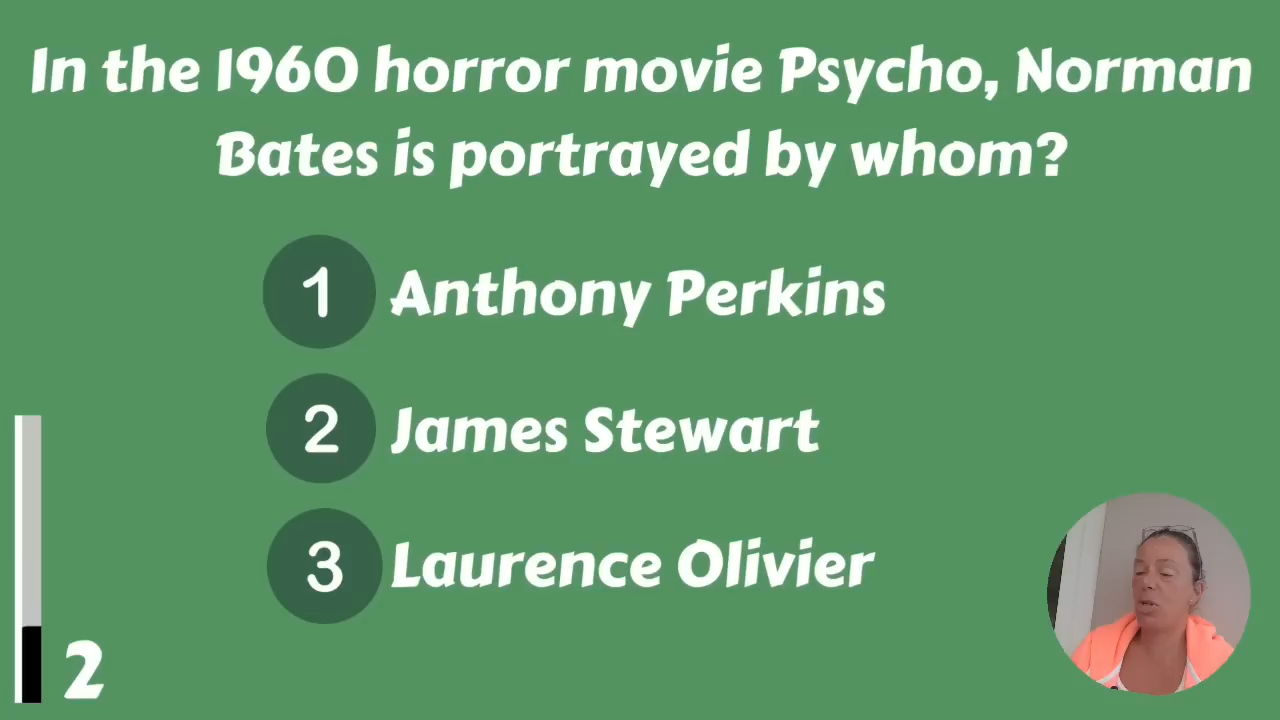 In the 1960 horror movie Psycho, Norman
Bates is portrayed by whom?
1 Anthony Perkins
2 James Stewart
3 Laurence Olivier
2